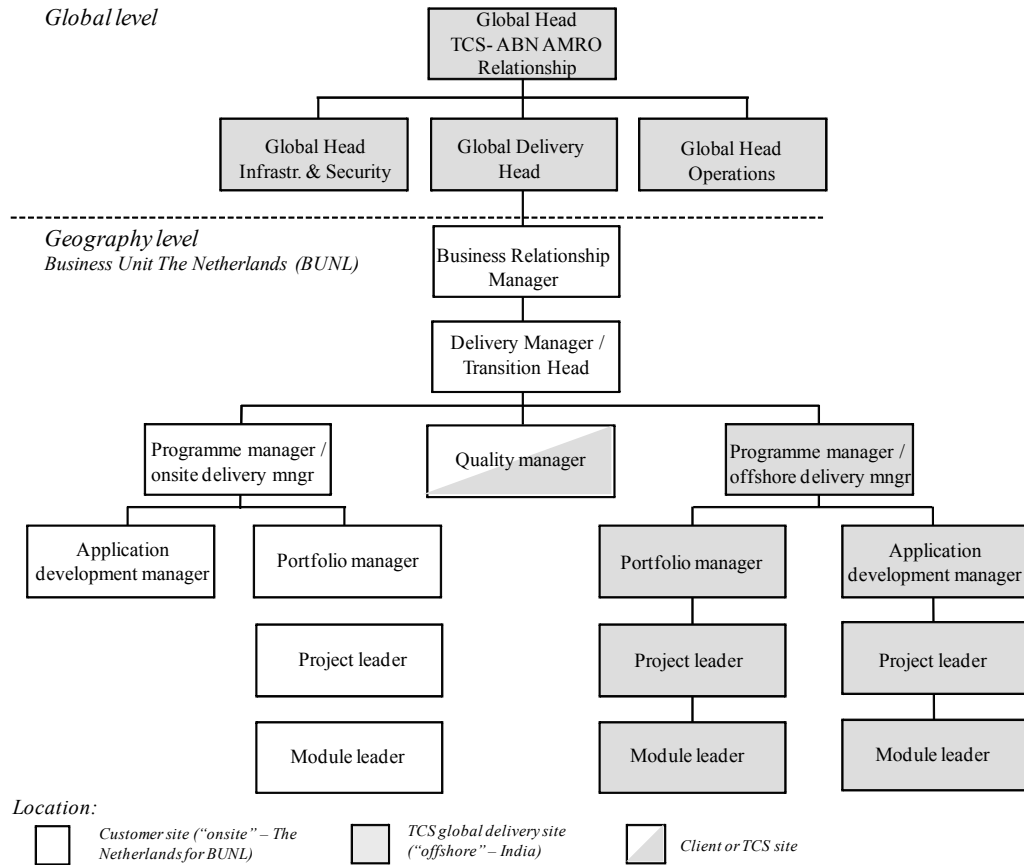 Global level
Global Head
TCS- ABN AMRO
Relationship
Global Head
Infrastr. & Security
Global Delivery
Head
Global Head
Operations
Geography level
Business Unit The Netherlands (BUNL)
Business Relationship
Manager
Delivery Manager /
Transition Head
Programme manager /
onsite delivery mngr
Quality manager
Programme manager /
offshore delivery mngr
Application
development manager
Portfolio manager
Portfolio manager
Application
development manager
Project leader
Project leader
Project leader
Module leader
Module leader
Module leader
Location:
Customer site ("onsite" – The
Netherlands for BUNL)
TCS global delivery site
("offshore" – India)
Client or TCS site